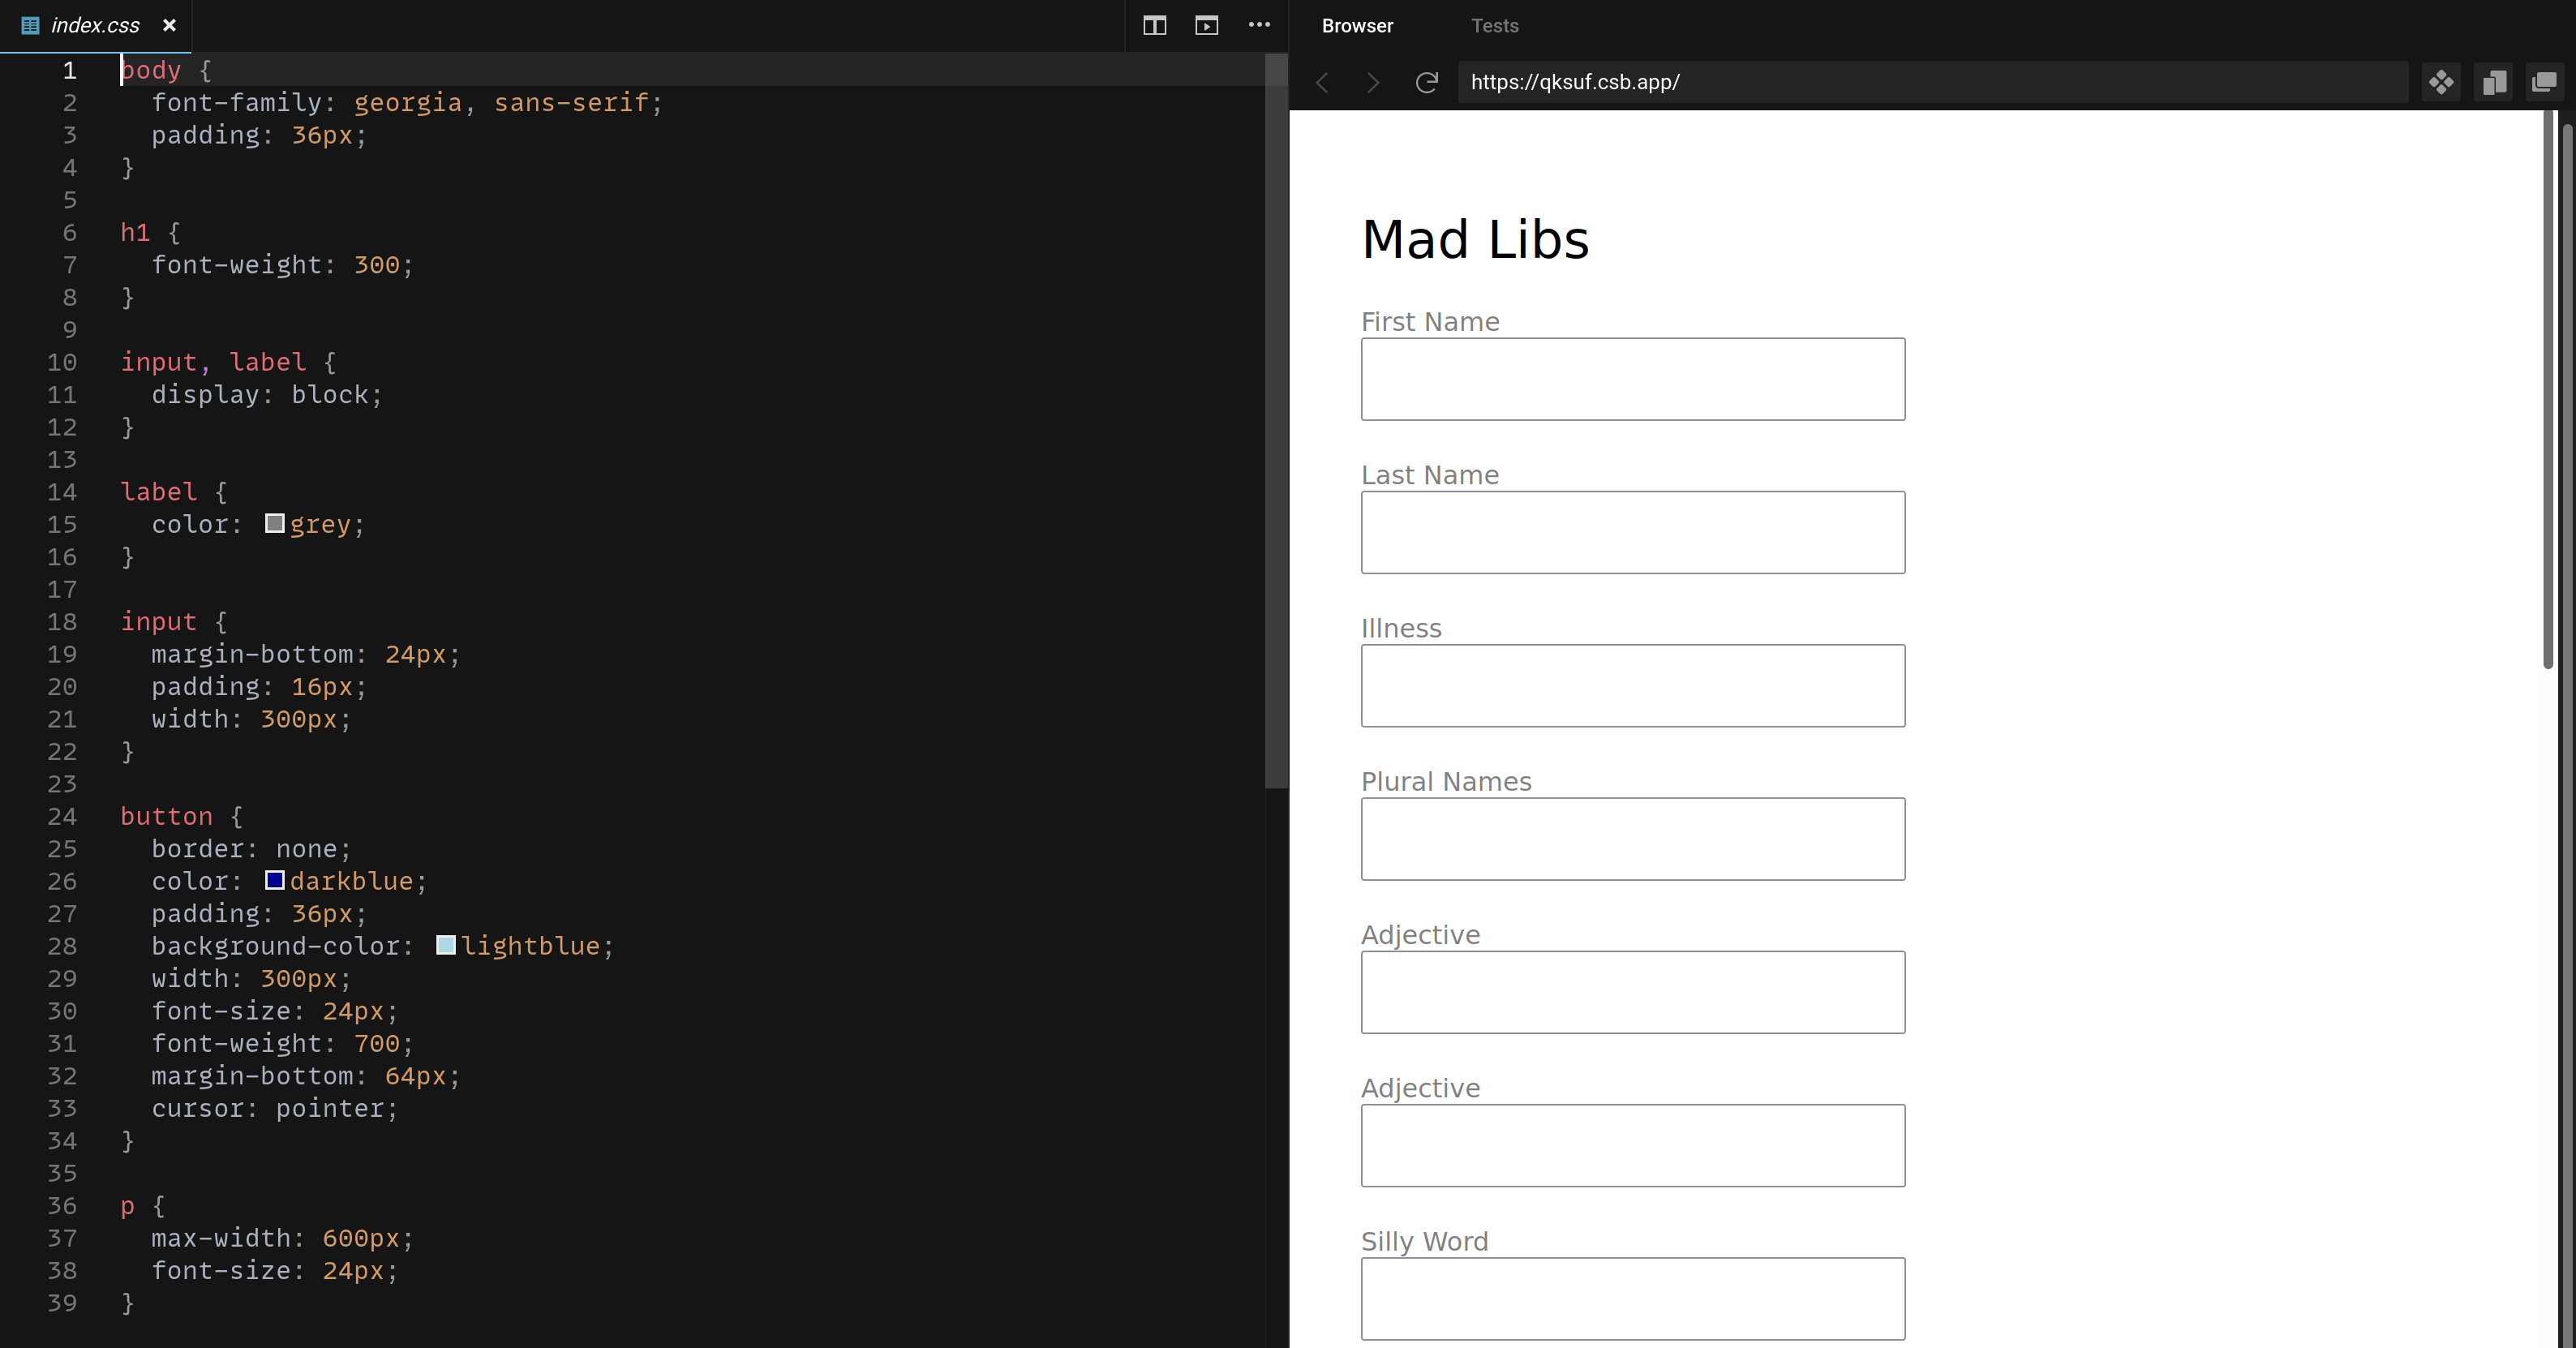 index.css ×
1 body {
2   font-family: georgia, sans-serif;
3   padding: 36px;
4 }
5
6 h1 {
7   font-weight: 300;
8 }
9
10 input, label {
11   display: block;
12 }
13
14 label {
15   color: grey;
16 }
17
18 input {
19   margin-bottom: 24px;
20   padding: 16px;
21   width: 300px;
22 }
23
24 button {
25   border: none;
26   color: darkblue;
27   padding: 36px;
28   background-color: lightblue;
29   width: 300px;
30   font-size: 24px;
31   font-weight: 700;
32   margin-bottom: 64px;
33   cursor: pointer;
34 }
35
36 p {
37   max-width: 600px;
38   font-size: 24px;
39 }
Browser Tests
https://qksuf.csb.app/
Mad Libs
First Name
Last Name
Illness
Plural Names
Adjective
Adjective
Silly Word